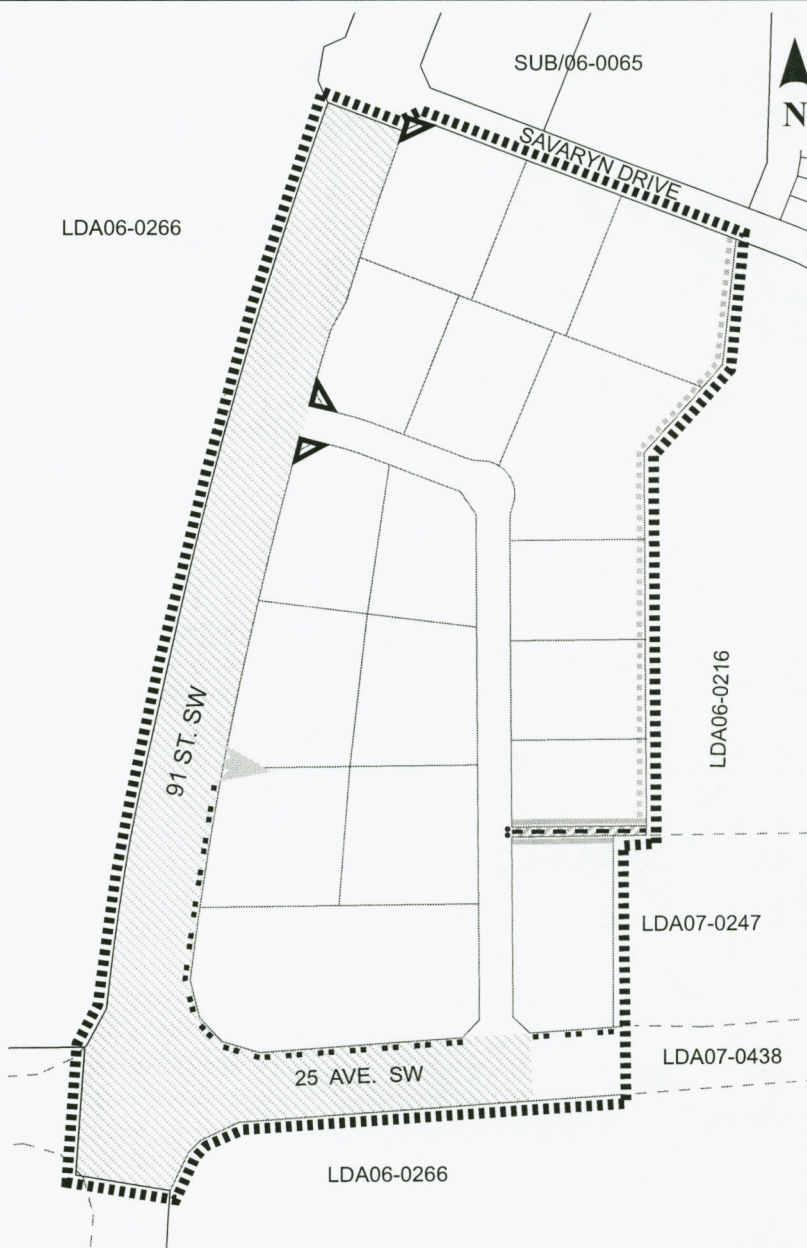 SUB/06-0065
N
SAVARYN DRIVE
LDA06-0266
LDA06-0216
91 ST. SW
LDA07-0247
LDA07-0438
25 AVE. SW
LDA06-0266